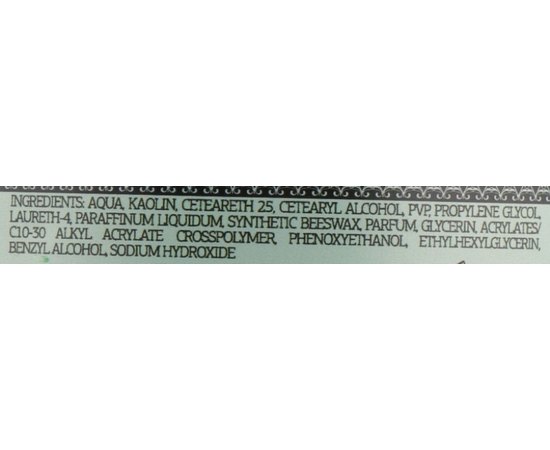 INGREDIENTS: AQUA, KAOLIN, CETEARETH 25, CETEARYL ALCOHOL, PVP, PROPYLENE GLYCOL,
LAURETH-4, PARAFFINUM LIQUIDUM, SYNTHETIC BEESWAX, PARFUM, GLYCERIN, ACRYLATES/
C10-30 ALKYL ACRYLATE CROSSPOLYMER, PHENOXYETHANOL, ETHYLHEXYLGLYCERIN,
BENZYL ALCOHOL, SODIUM HYDROXIDE